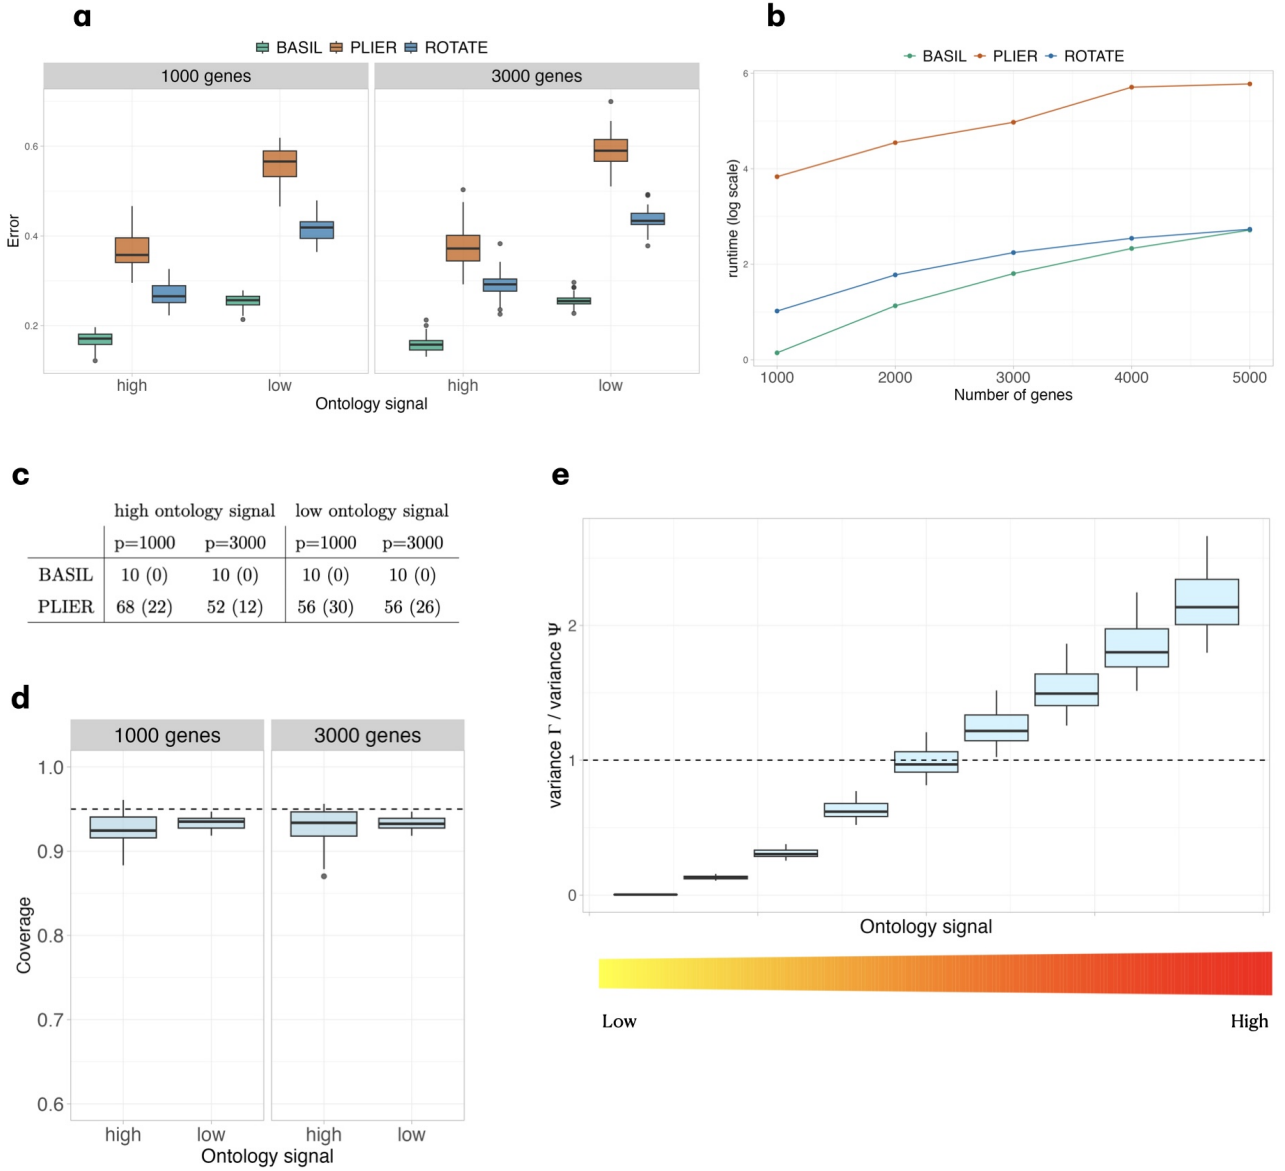 a
BASIL PLIER ROTATE
1000 genes 3000 genes
0.6
0.4
0.2
Error
high low high low
Ontology signal
b
BASIL PLIER ROTATE
6
4
2
0
runtime (log scale)
1000 2000 3000 4000 5000
Number of genes
c
high ontology signal low ontology signal
p=1000 p=3000 p=1000 p=3000
BASIL 10 (0) 10 (0) 10 (0) 10 (0)
PLIER 68 (22) 52 (12) 56 (30) 56 (26)
d
1000 genes 3000 genes
1.0
0.9
0.8
0.7
0.6
Coverage
high low high low
Ontology signal
e
2
1
0
variance Γ / variance Ψ
Ontology signal
Low High